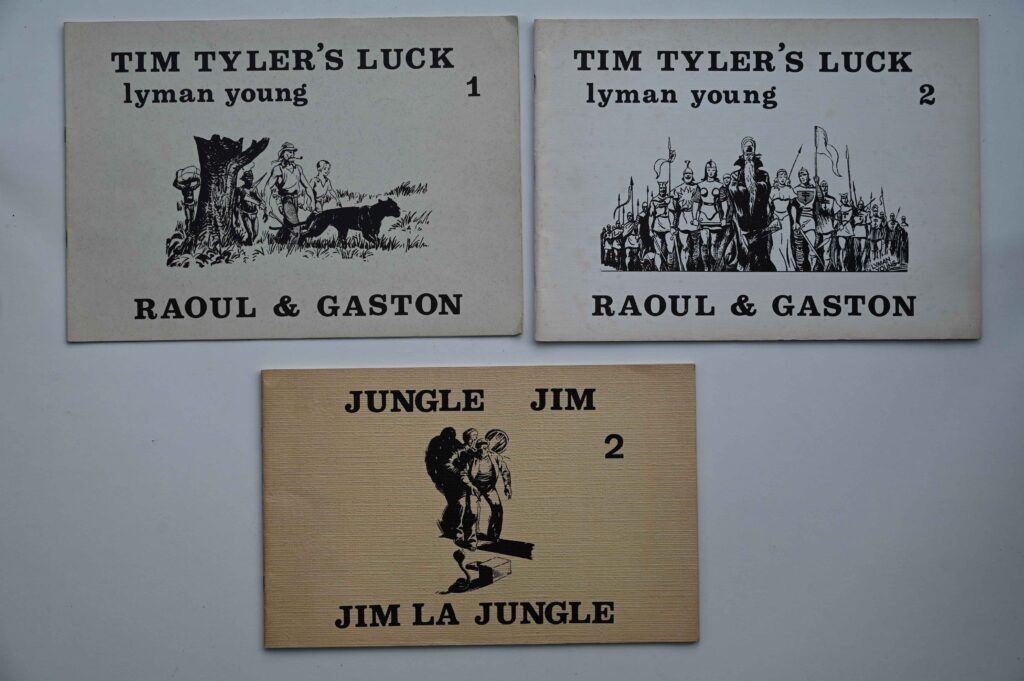 TIM TYLER'S LUCK
lyman young 1
RAOUL & GASTON
TIM TYLER'S LUCK
lyman young 2
RAOUL & GASTON
JUNGLE JIM
2
JIM LA JUNGLE